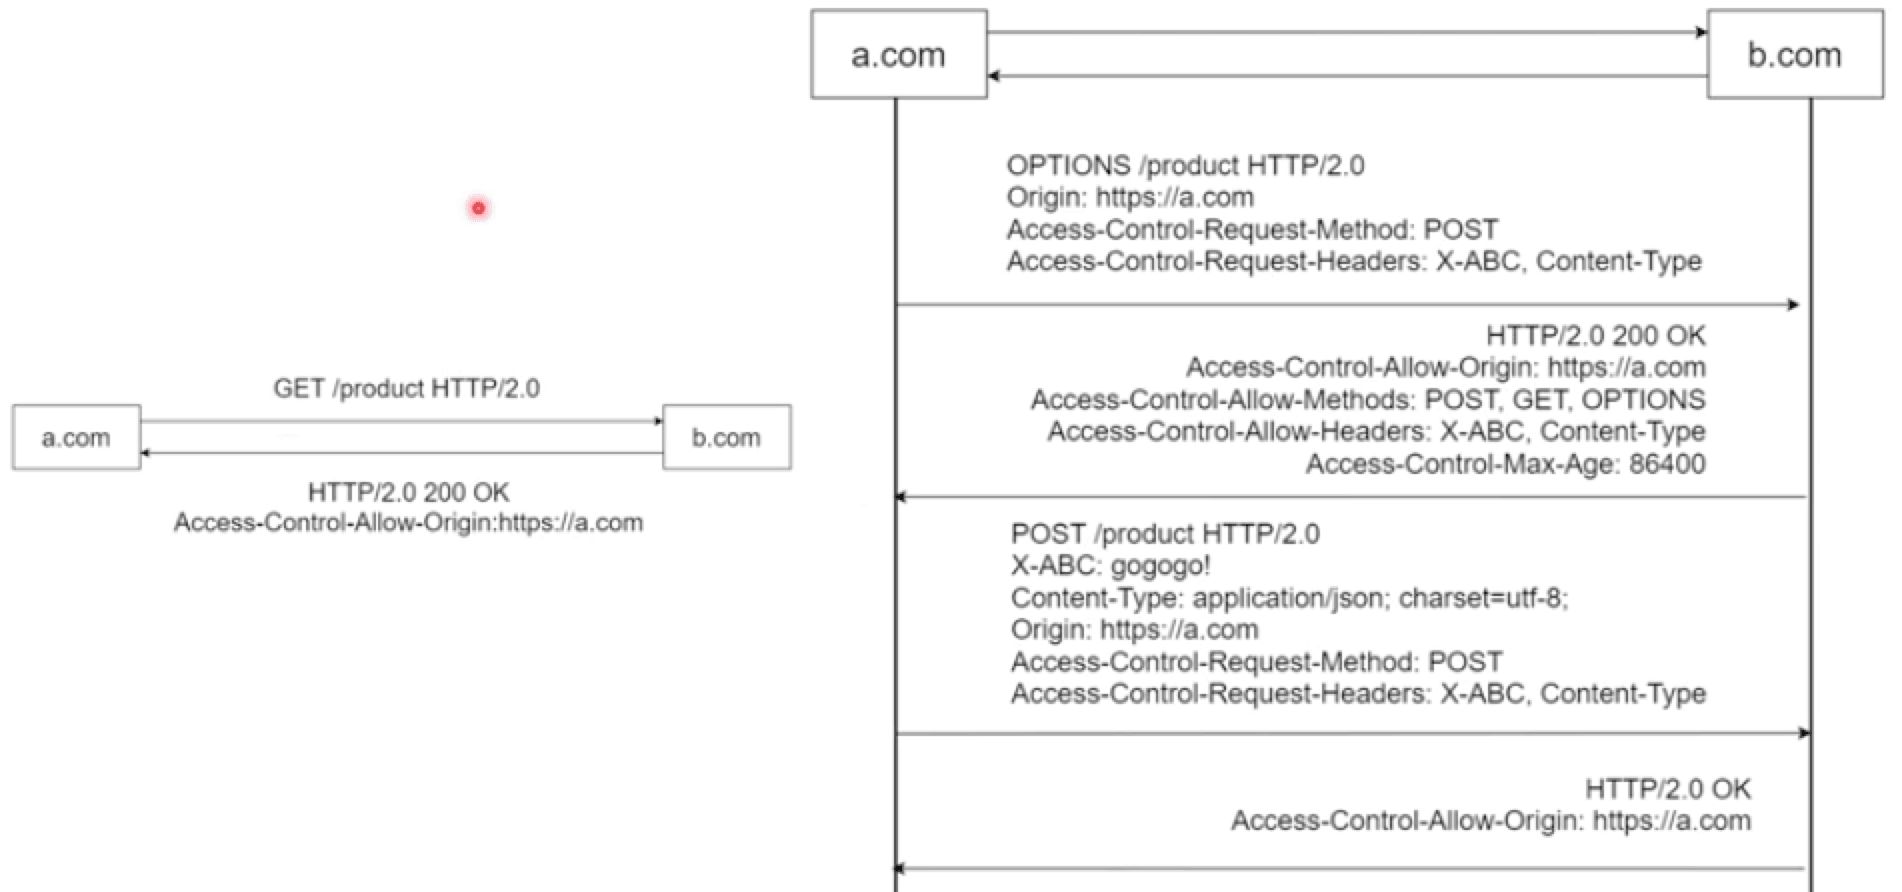 a.com
GET /product HTTP/2.0
b.com
HTTP/2.0 200 OK
Access-Control-Allow-Origin:https://a.com
a.com
b.com
OPTIONS /product HTTP/2.0
Origin: https://a.com
Access-Control-Request-Method: POST
Access-Control-Request-Headers: X-ABC, Content-Type
HTTP/2.0 200 OK
Access-Control-Allow-Origin: https://a.com
Access-Control-Allow-Methods: POST, GET, OPTIONS
Access-Control-Allow-Headers: X-ABC, Content-Type
Access-Control-Max-Age: 86400
POST /product HTTP/2.0
X-ABC: gogogo!
Content-Type: application/json; charset=utf-8;
Origin: https://a.com
Access-Control-Request-Method: POST
Access-Control-Request-Headers: X-ABC, Content-Type
HTTP/2.0 OK
Access-Control-Allow-Origin: https://a.com